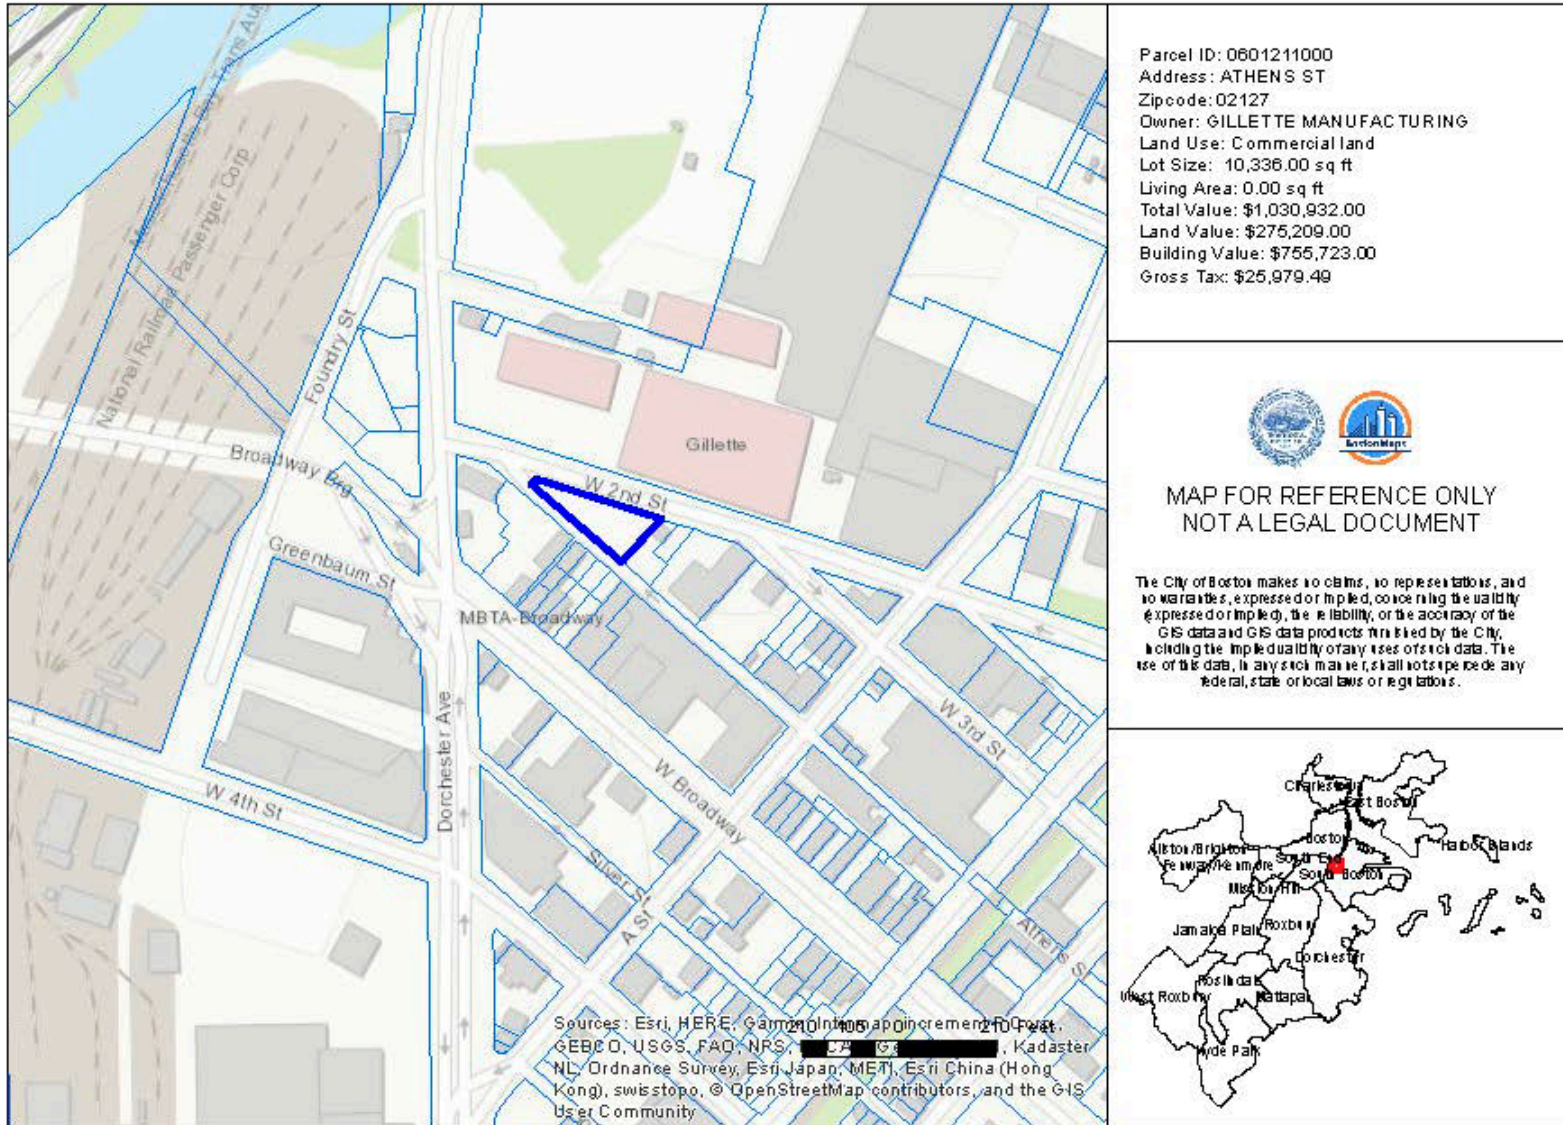 Parcel ID: 0601211000
Address: ATHENS ST
Zipcode: 02127
Owner: GILLETTE MANUFACTURING
Land Use: Commercial land
Lot Size: 10,336.00 sq ft
Living Area: 0.00 sq ft
Total Value: $1,030,932.00
Land Value: $275,209.00
Building Value: $755,723.00
Gross Tax: $25,979.49
BostonMaps
MAP FOR REFERENCE ONLY
NOT A LEGAL DOCUMENT
The City of Boston makes no claims, no representations, and
no warranties, expressed or implied, concerning the validity
(expressed or implied), the reliability, or the accuracy of the
GIS data and GIS data products furnished by the City,
including the implied validity of any uses of such data. The
use of this data, in any such manner, shall not supercede any
federal, state or local laws or regulations.
Charlestown
East Boston
Boston
Allston/Brighton
Harbor Islands
South End
Fenway/Kenmore
South Boston
Mission Hill
Jamaica Plain
Roxbury
Dorchester
Roslindale
West Roxbury
Mattapan
Hyde Park
Massachusetts Bay Trans Au
National Railroad Passenger Corp
Foundry St
Broadway Brg
Gillette
W 2nd St
Greenbaum St
MBTA-Broadway
Dorchester Ave
W 3rd St
W Broadway
W 4th St
Silver St
A St
Athens St
210 105 0 210 Feet
Sources: Esri, HERE, Garmin, Intermap, increment P Corp.,
GEBCO, USGS, FAO, NPS, Kadaster
NL, Ordnance Survey, Esri Japan, METI, Esri China (Hong
Kong), swisstopo, © OpenStreetMap contributors, and the GIS
User Community